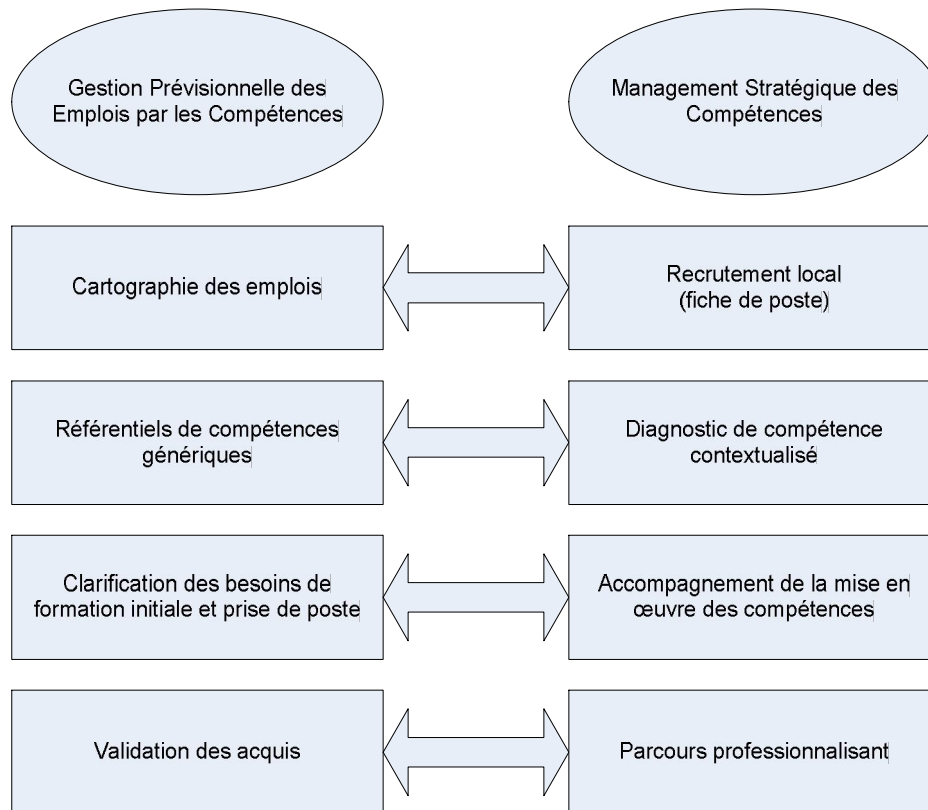 Gestion Prévisionnelle des
Emplois par les Compétences
Management Stratégique des
Compétences
Cartographie des emplois
Recrutement local
(fiche de poste)
Référentiels de compétences
génériques
Diagnostic de compétence
contextualisé
Clarification des besoins de
formation initiale et prise de poste
Accompagnement de la mise en
œuvre des compétences
Validation des acquis
Parcours professionnalisant